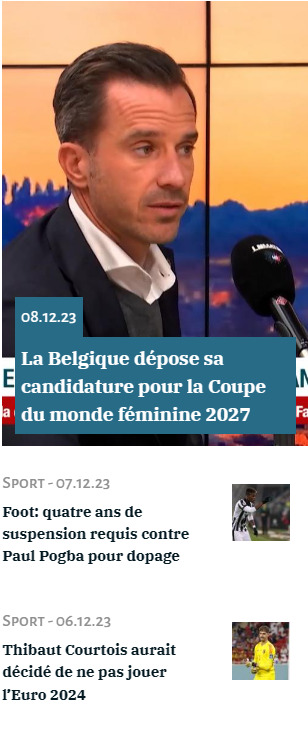 08.12.23
La Belgique dépose sa
candidature pour la Coupe
du monde féminine 2027
Sport - 07.12.23
Foot: quatre ans de
suspension requis contre
Paul Pogba pour dopage
Sport - 06.12.23
Thibaut Courtois aurait
décidé de ne pas jouer
l’Euro 2024